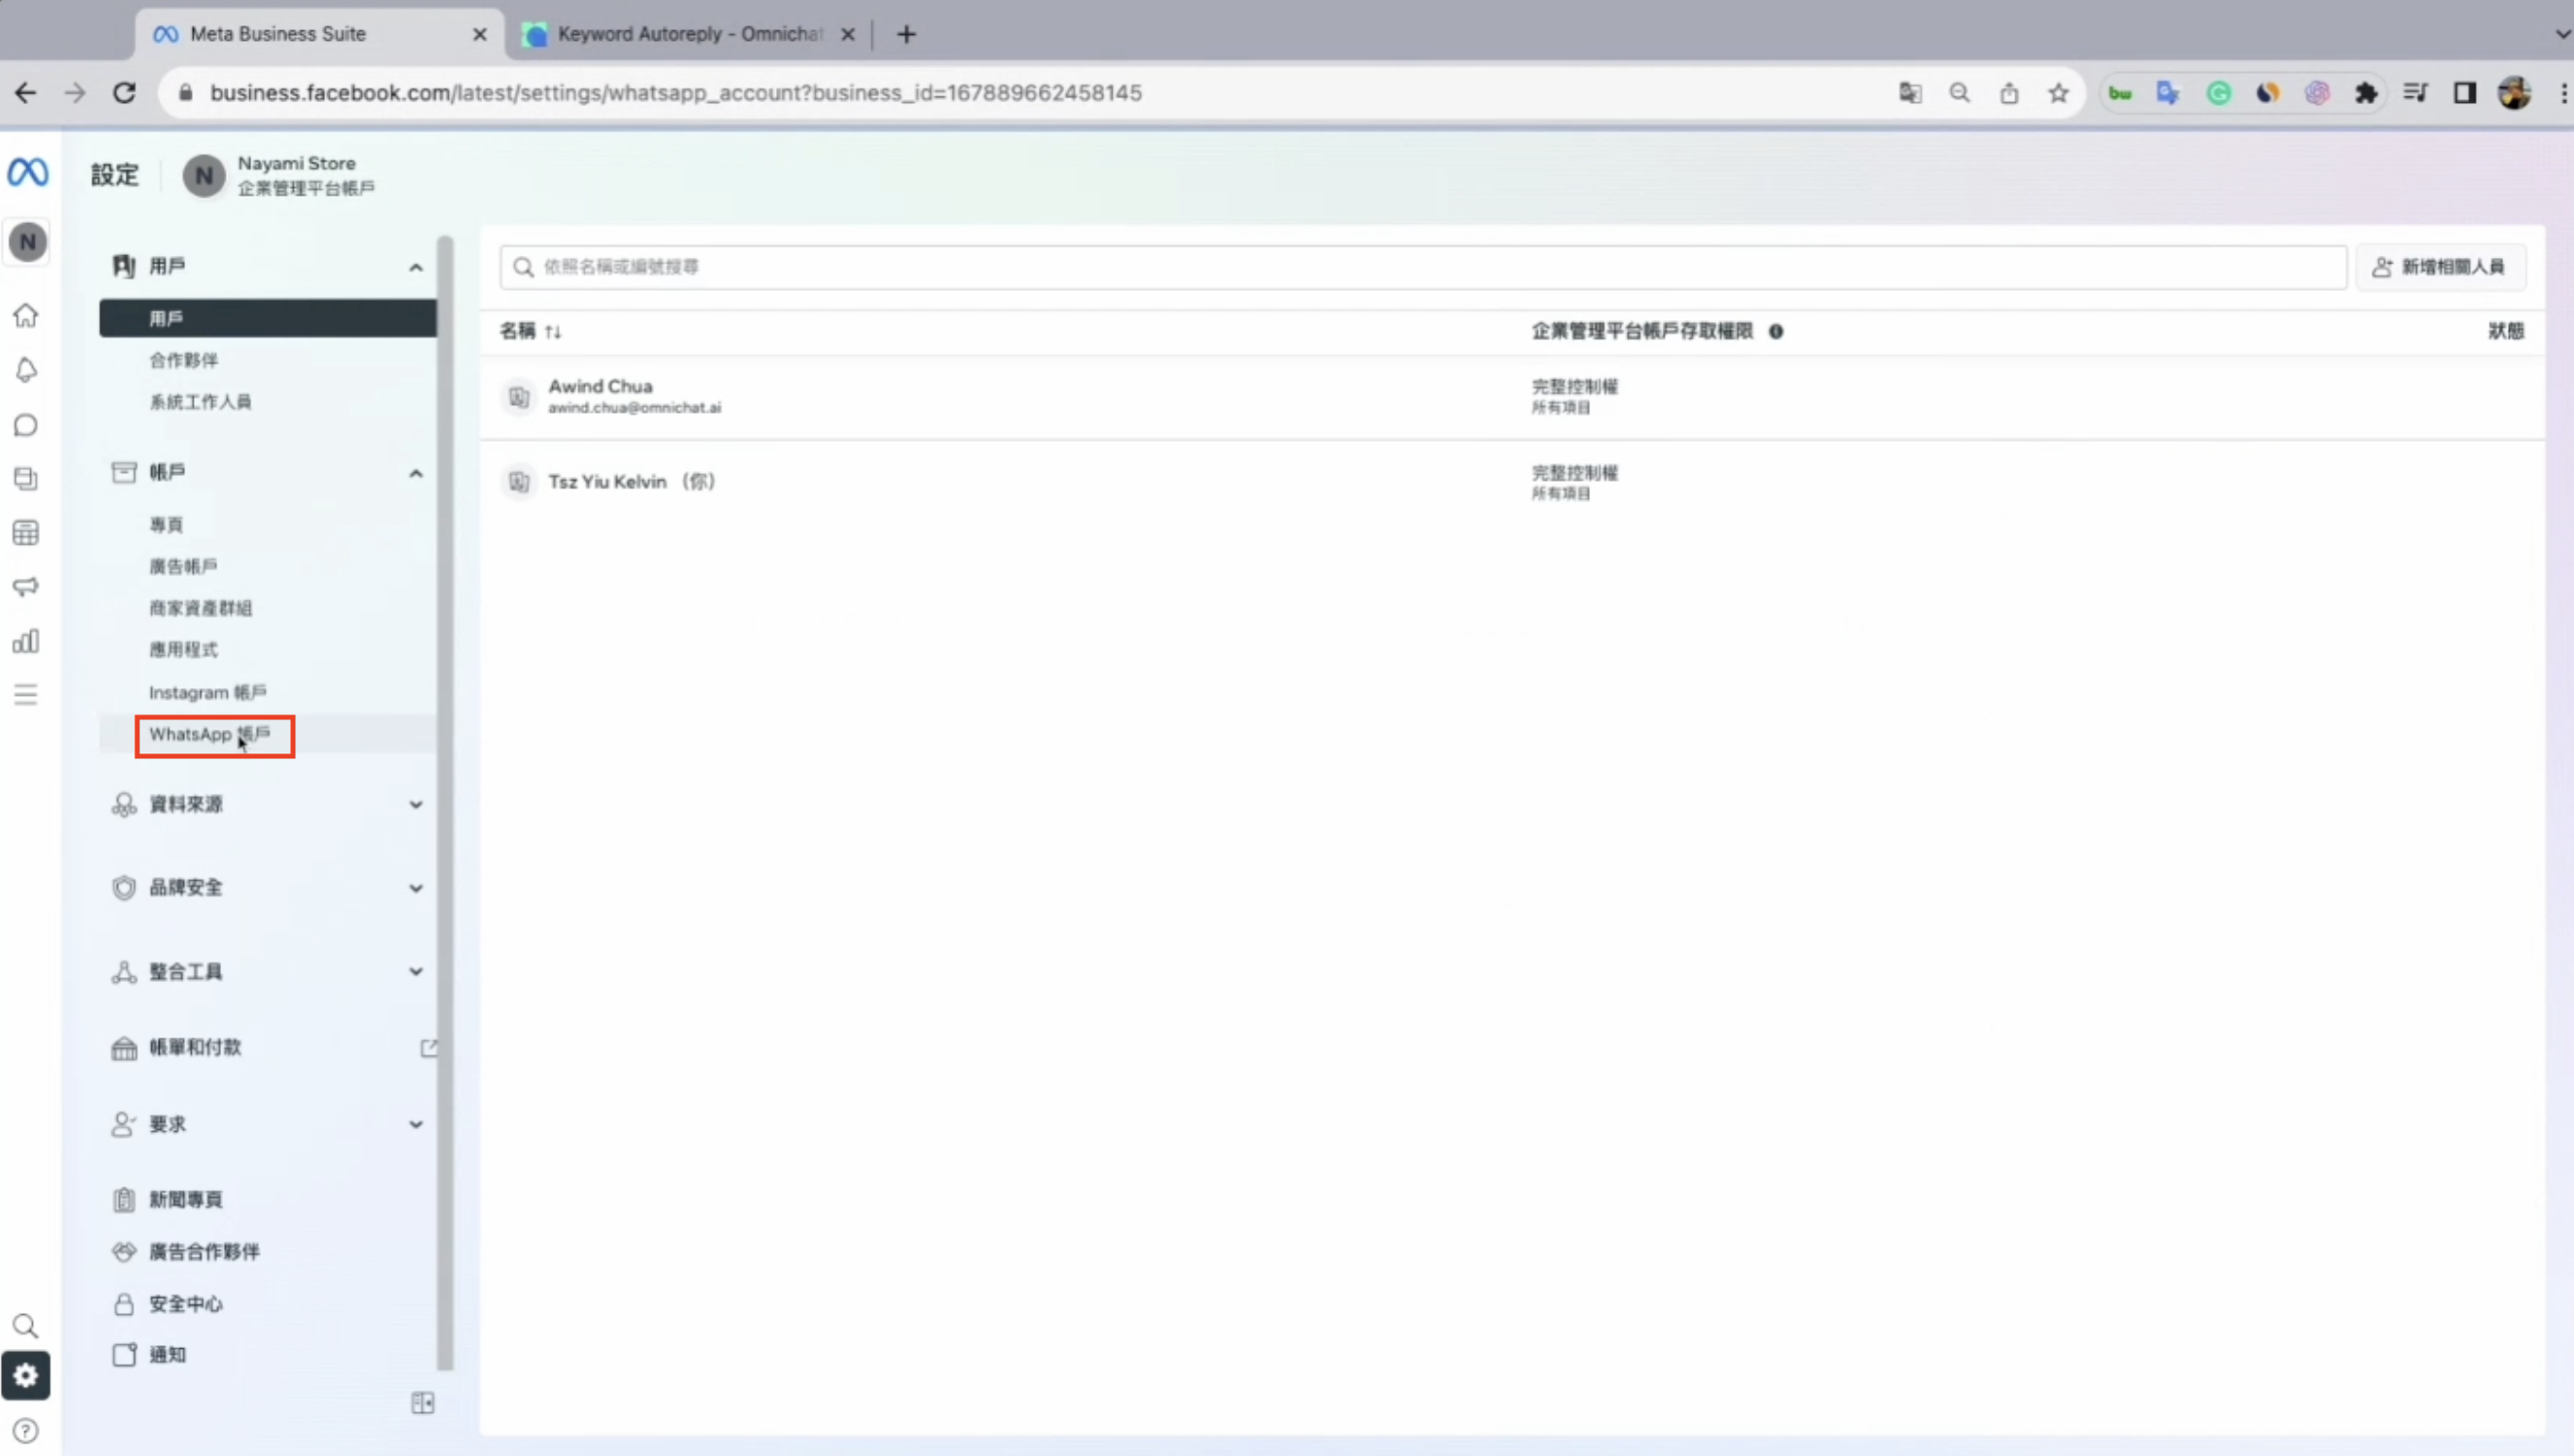 Meta Business Suite
Keyword Autoreply - Omnichat
business.facebook.com/latest/settings/whatsapp_account?business_id=167889662458145
bw
設定
N
Nayami Store
企業管理平台帳戶
N
用戶
用戶
合作夥伴
系統工作人員
帳戶
專頁
廣告帳戶
商家資產群組
應用程式
Instagram 帳戶
WhatsApp 帳戶
資料來源
品牌安全
整合工具
帳單和付款
要求
新聞專頁
廣告合作夥伴
安全中心
通知
依照名稱或編號搜尋
新增相關人員
名稱
企業管理平台帳戶存取權限
狀態
Awind Chua
awind.chua@omnichat.ai
完整控制權
所有項目
Tsz Yiu Kelvin （你）
完整控制權
所有項目